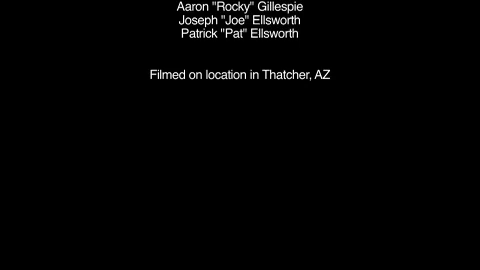 Aaron "Rocky" Gillespie
Joseph "Joe" Ellsworth
Patrick "Pat" Ellsworth
Filmed on location in Thatcher, AZ